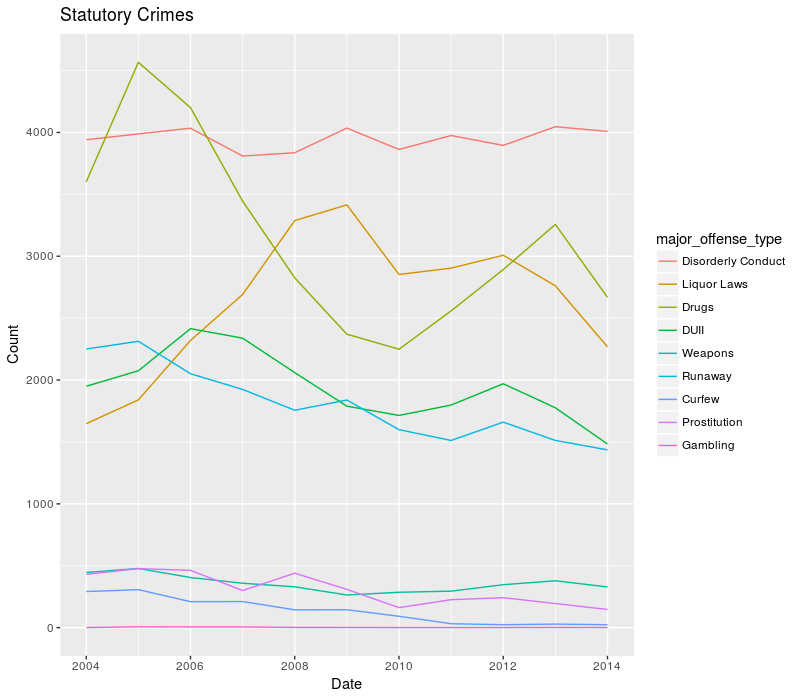 Statutory Crimes
4000
3000
2000
1000
0
Count
2004 2006 2008 2010 2012 2014
Date
major_offense_type
Disorderly Conduct
Liquor Laws
Drugs
DUII
Weapons
Runaway
Curfew
Prostitution
Gambling